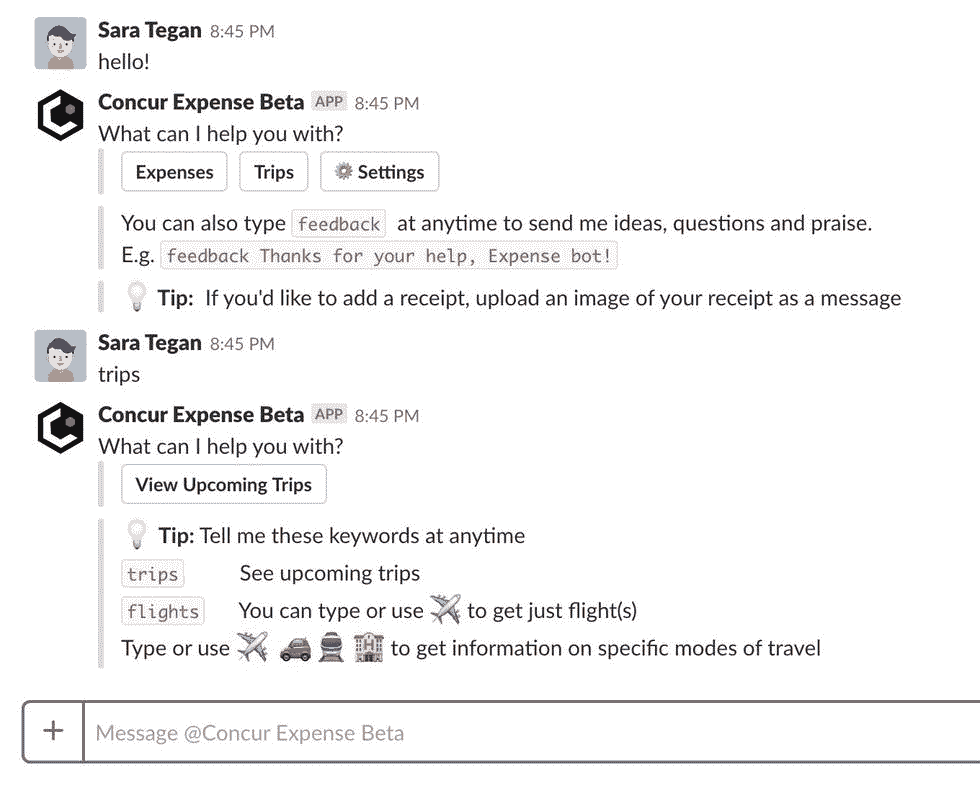 Sara Tegan 8:45 PM
hello!
Concur Expense Beta APP 8:45 PM
What can I help you with?
Expenses Trips Settings
You can also type feedback at anytime to send me ideas, questions and praise.
E.g. feedback Thanks for your help, Expense bot!
Tip: If you'd like to add a receipt, upload an image of your receipt as a message
Sara Tegan 8:45 PM
trips
Concur Expense Beta APP 8:45 PM
What can I help you with?
View Upcoming Trips
Tip: Tell me these keywords at anytime
trips See upcoming trips
flights You can type or use ✈️ to get just flight(s)
Type or use ✈️ 🚗 🚆 🏨 to get information on specific modes of travel
+ Message @Concur Expense Beta